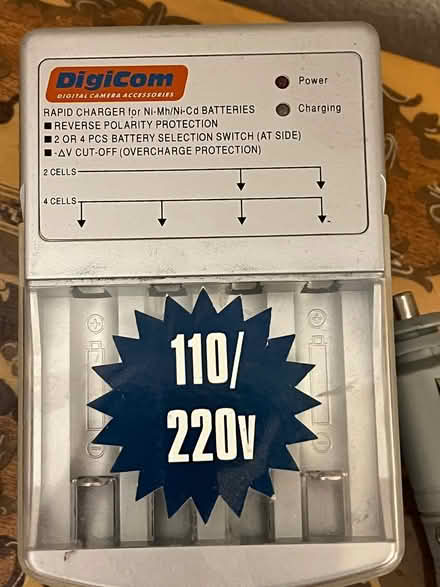 DigiCom
DIGITAL CAMERA ACCESSORIES
Power
Charging
RAPID CHARGER for Ni-Mh/Ni-Cd BATTERIES
■ REVERSE POLARITY PROTECTION
■ 2 OR 4 PCS BATTERY SELECTION SWITCH (AT SIDE)
■ -ΔV CUT-OFF (OVERCHARGE PROTECTION)
2 CELLS
4 CELLS
110/
220v